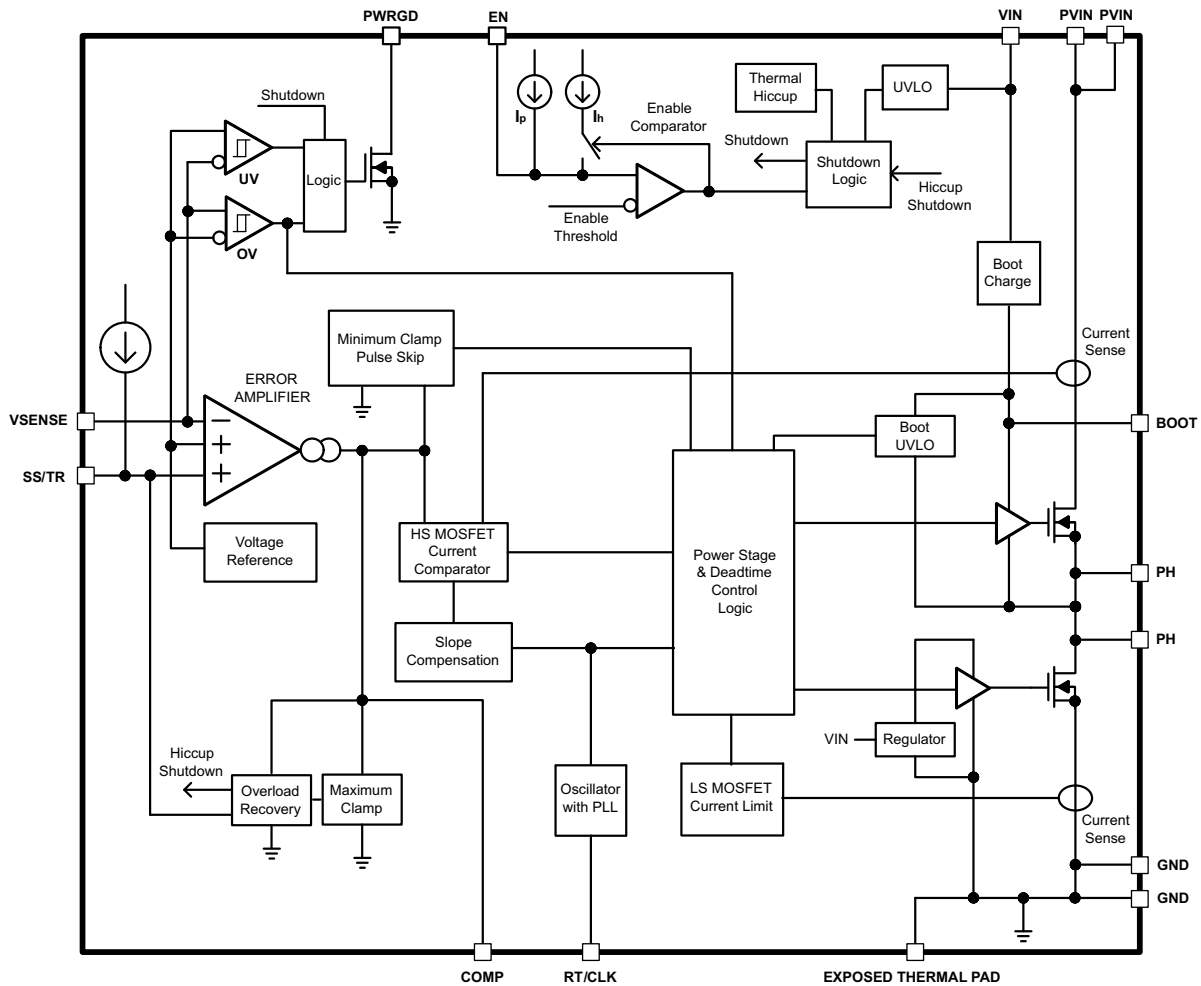 PWRGD
EN
VIN
PVIN
PVIN
Shutdown
Ip
Ih
Enable
Comparator
Thermal
Hiccup
UVLO
Shutdown
Shutdown
Logic
Hiccup
Shutdown
Enable
Threshold
UV
Logic
OV
Boot
Charge
Current
Sense
Minimum Clamp
Pulse Skip
ERROR
AMPLIFIER
VSENSE
SS/TR
−
+
+
Boot
UVLO
BOOT
Voltage
Reference
HS MOSFET
Current
Comparator
Power Stage
& Deadtime
Control
Logic
PH
PH
Slope
Compensation
VIN
Regulator
Hiccup
Shutdown
Overload
Recovery
Maximum
Clamp
Oscillator
with PLL
LS MOSFET
Current Limit
Current
Sense
GND
GND
COMP
RT/CLK
EXPOSED THERMAL PAD